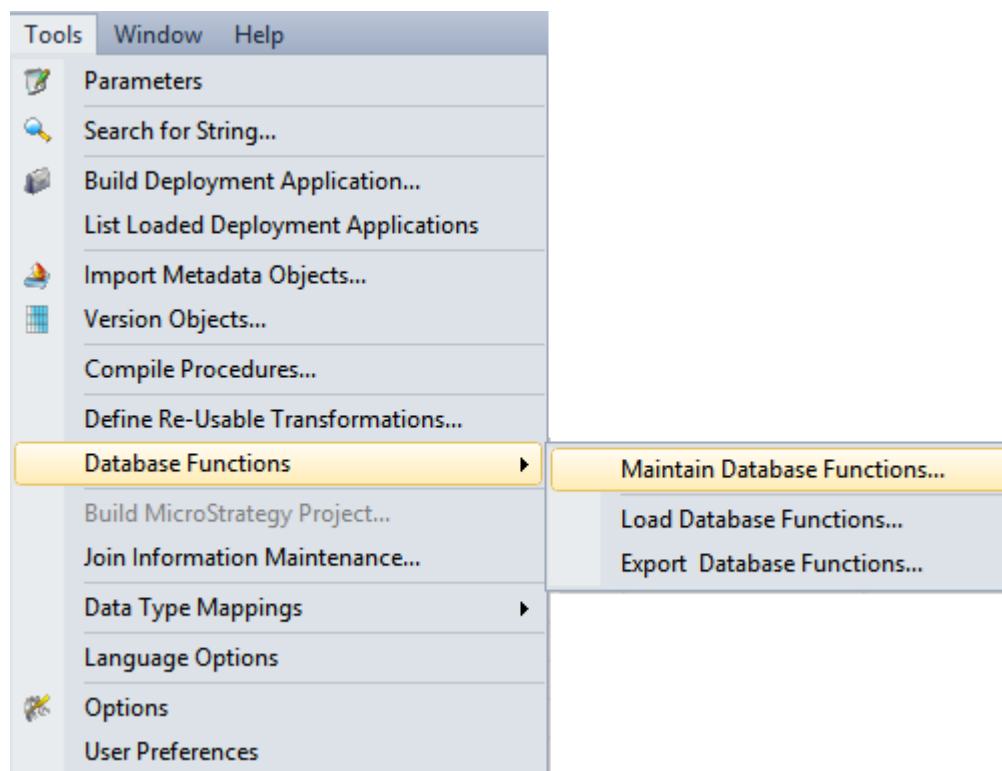 Tools Window Help
Parameters
Search for String...
Build Deployment Application...
List Loaded Deployment Applications
Import Metadata Objects...
Version Objects...
Compile Procedures...
Define Re-Usable Transformations...
Database Functions
Maintain Database Functions...
Load Database Functions...
Export  Database Functions...
Build MicroStrategy Project...
Join Information Maintenance...
Data Type Mappings
Language Options
Options
User Preferences